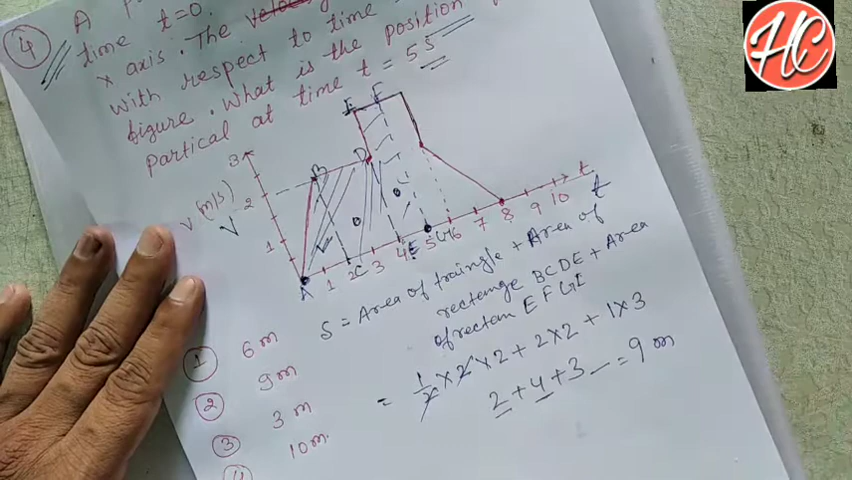 ④ A
time t=0.
x axis. The
with respect to time
figure. What is the position
partical at time t = 5 s
HC
3
2
1
V (m/s)
V
A B C D E F
1 2 3 4 5 6 7 8 9 10
t
t
S = Area of traingle + Area of
rectenge BCDE + Area
of rectan EFGE
= 1/2 × 2 × 2 + 2×2 + 1×3
2 + 4 + 3 = 9 m
① 6 m
② 9 m
③ 3 m
10 m.